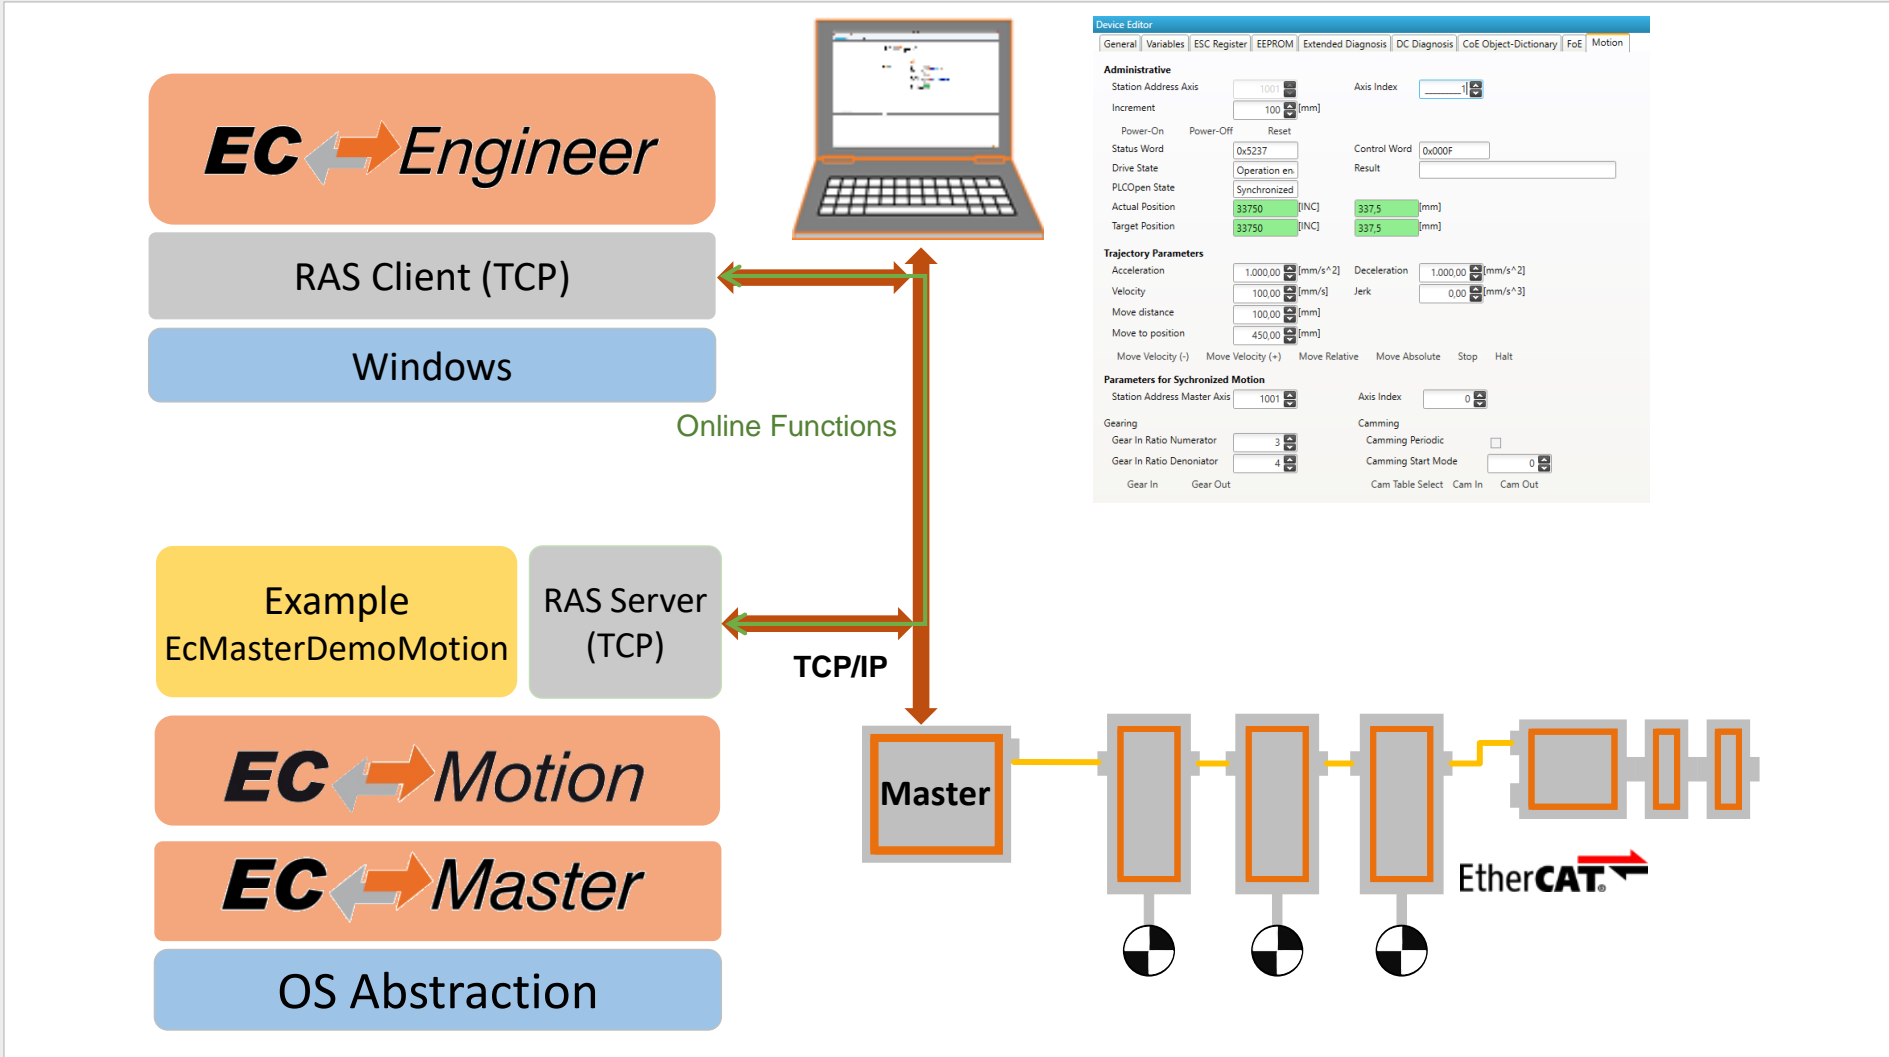 EC Engineer
RAS Client (TCP)
Windows
Online Functions
Example
EcMasterDemoMotion
RAS Server
(TCP)
TCP/IP
EC Motion
EC Master
OS Abstraction
Master
EtherCAT®
Device Editor
General Variables ESC Register EEPROM Extended Diagnosis DC Diagnosis CoE Object-Dictionary FoE Motion
Administrative
Station Address Axis 1001 Axis Index 1
Increment 100 [mm]
Power-On Power-Off Reset
Status Word 0x5237 Control Word 0x000F
Drive State Operation en Result
PLCOpen State Synchronized
Actual Position 33750 [INC] 337,5 [mm]
Target Position 33750 [INC] 337,5 [mm]
Trajectory Parameters
Acceleration 1.000,00 [mm/s^2] Deceleration 1.000,00 [mm/s^2]
Velocity 100,00 [mm/s] Jerk 0,00 [mm/s^3]
Move distance 100,00 [mm]
Move to position 450,00 [mm]
Move Velocity (-) Move Velocity (+) Move Relative Move Absolute Stop Halt
Parameters for Sychronized Motion
Station Address Master Axis 1001 Axis Index 0
Gearing Camming
Gear In Ratio Numerator 3 Camming Periodic
Gear In Ratio Denoniator 4 Camming Start Mode 0
Gear In Gear Out Cam Table Select Cam In Cam Out